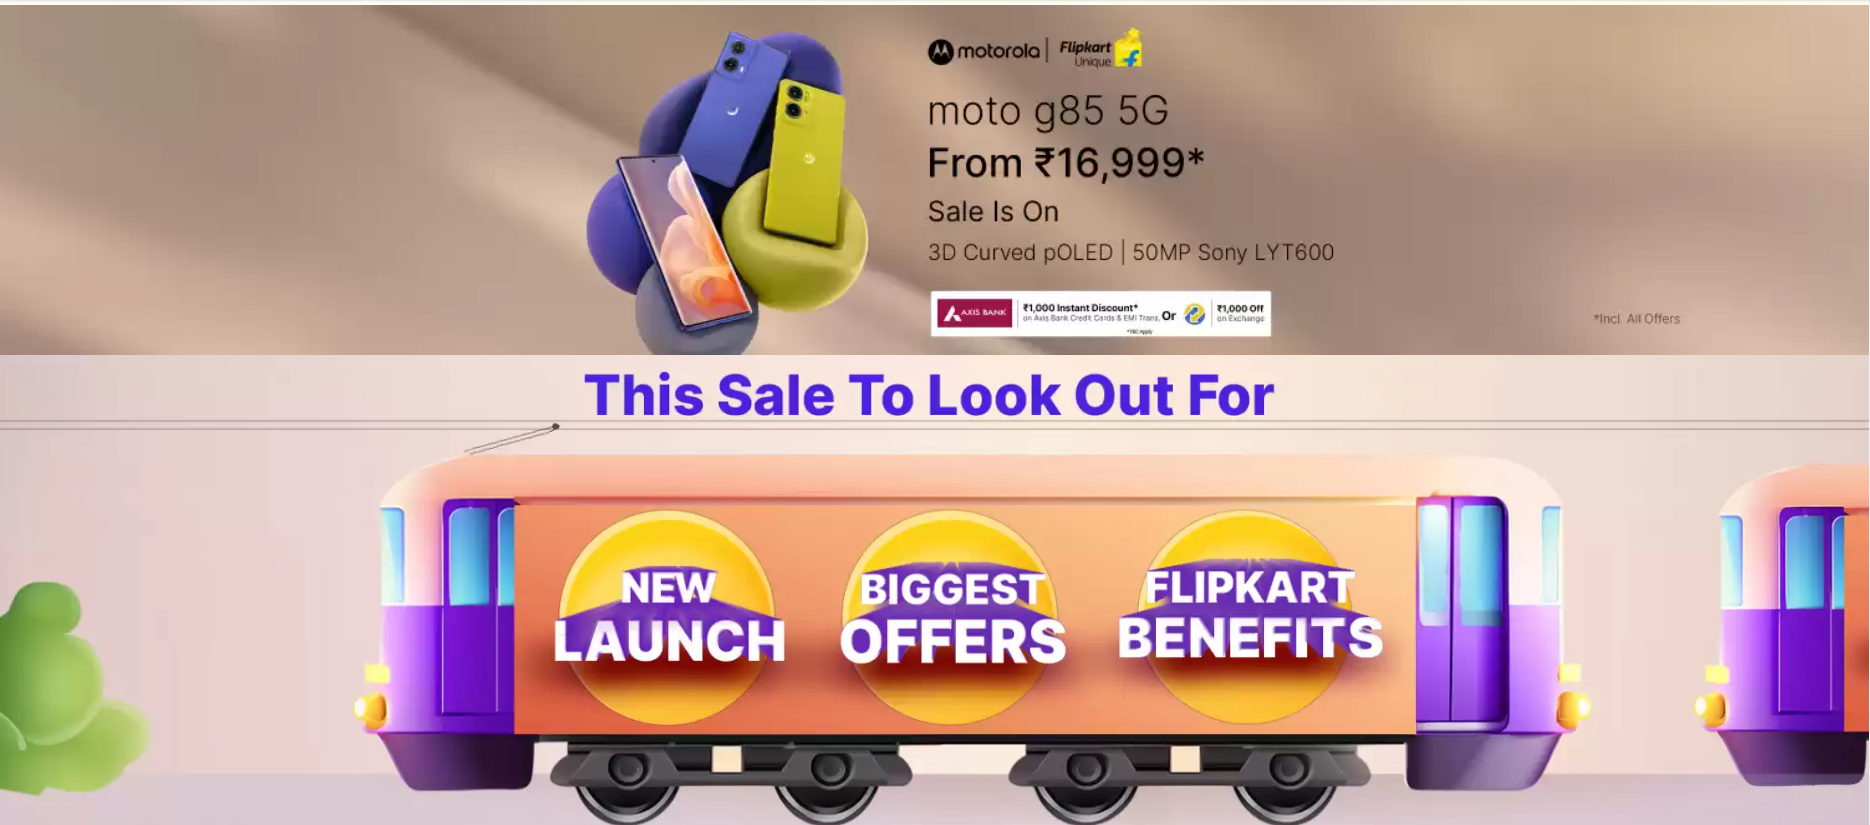 motorola | Flipkart Unique
moto g85 5G
From ₹16,999*
Sale Is On
3D Curved pOLED | 50MP Sony LYT600
AXIS BANK
₹1,000 Instant Discount*
on Axis Bank Credit Cards & EMI Trans.
*T&C Apply
Or
₹1,000 Off
on Exchange
*Incl. All Offers
This Sale To Look Out For
NEW
LAUNCH
BIGGEST
OFFERS
FLIPKART
BENEFITS